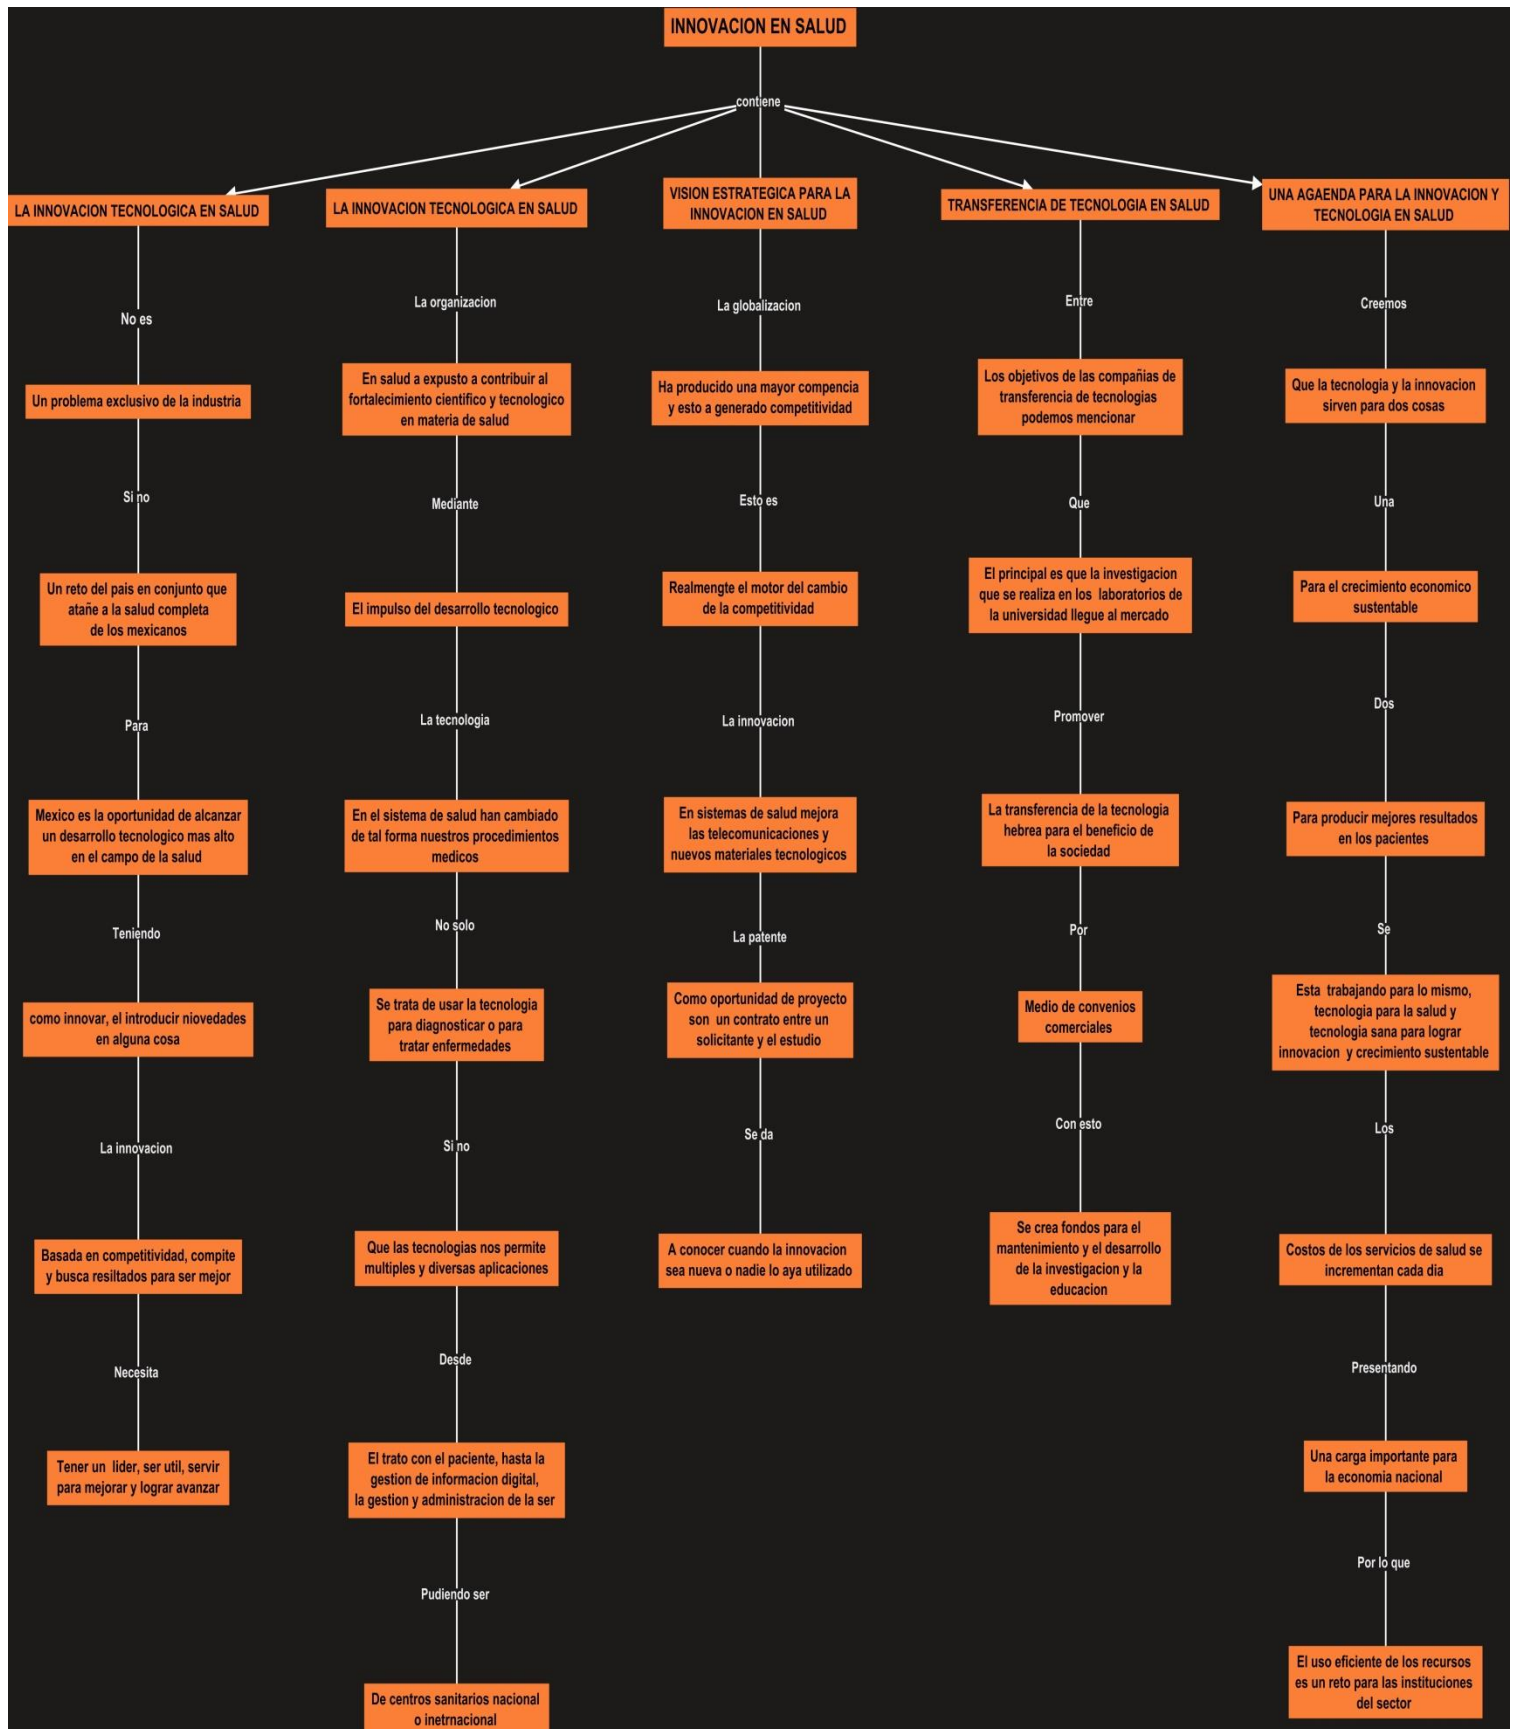 INNOVACION EN SALUD
contiene
LA INNOVACION TECNOLOGICA EN SALUD
No es
Un problema exclusivo de la industria
Si no
Un reto del pais en conjunto que
atañe a la salud completa
de los mexicanos
Para
Mexico es la oportunidad de alcanzar
un desarrollo tecnologico mas alto
en el campo de la salud
Teniendo
como innovar, el introducir niovedades
en alguna cosa
La innovacion
Basada en competitividad, compite
y busca resiltados para ser mejor
Necesita
Tener un lider, ser util, servir
para mejorar y lograr avanzar
LA INNOVACION TECNOLOGICA EN SALUD
La organizacion
En salud a expusto a contribuir al
fortalecimiento cientifico y tecnologico
en materia de salud
Mediante
El impulso del desarrollo tecnologico
La tecnologia
En el sistema de salud han cambiado
de tal forma nuestros procedimientos
medicos
No solo
Se trata de usar la tecnologia
para diagnosticar o para
tratar enfermedades
Si no
Que las tecnologias nos permite
multiples y diversas aplicaciones
Desde
El trato con el paciente, hasta la
gestion de informacion digital,
la gestion y administracion de la ser
Pudiendo ser
De centros sanitarios nacional
o inetrnacional
VISION ESTRATEGICA PARA LA
INNOVACION EN SALUD
La globalizacion
Ha producido una mayor compencia
y esto a generado competitividad
Esto es
Realmengte el motor del cambio
de la competitividad
La innovacion
En sistemas de salud mejora
las telecomunicaciones y
nuevos materiales tecnologicos
La patente
Como oportunidad de proyecto
son un contrato entre un
solicitante y el estudio
Se da
A conocer cuando la innovacion
sea nueva o nadie lo aya utilizado
TRANSFERENCIA DE TECNOLOGIA EN SALUD
Entre
Los objetivos de las compañias de
transferencia de tecnologias
podemos mencionar
Que
El principal es que la investigacion
que se realiza en los laboratorios de
la universidad llegue al mercado
Promover
La transferencia de la tecnologia
hebrea para el beneficio de
la sociedad
Por
Medio de convenios
comerciales
Con esto
Se crea fondos para el
mantenimiento y el desarrollo
de la investigacion y la
educacion
UNA AGAENDA PARA LA INNOVACION Y
TECNOLOGIA EN SALUD
Creemos
Que la tecnologia y la innovacion
sirven para dos cosas
Una
Para el crecimiento economico
sustentable
Dos
Para producir mejores resultados
en los pacientes
Se
Esta trabajando para lo mismo,
tecnologia para la salud y
tecnologia sana para lograr
innovacion y crecimiento sustentable
Los
Costos de los servicios de salud se
incrementan cada dia
Presentando
Una carga importante para
la economia nacional
Por lo que
El uso eficiente de los recursos
es un reto para las instituciones
del sector